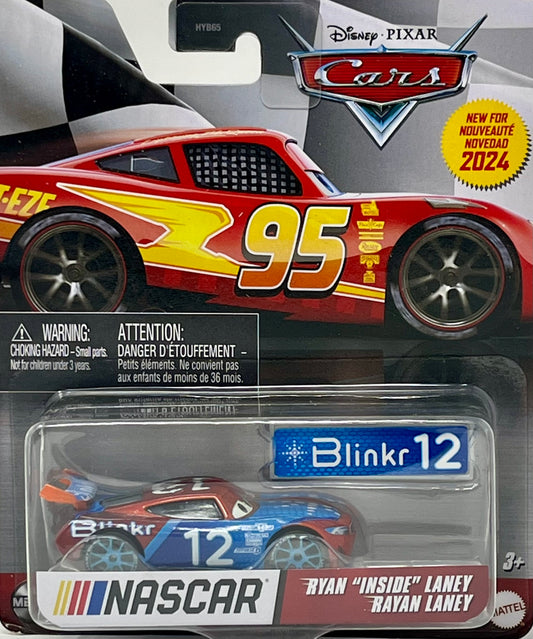 HYB65
Disney · PIXAR
Cars
NEW FOR
NOUVEAUTÉ
NOVEDAD
2024
T-EZE
95
WARNING:
CHOKING HAZARD – Small parts.
Not for children under 3 years.
ATTENTION:
DANGER D'ÉTOUFFEMENT –
Petits éléments. Ne convient pas
aux enfants de moins de 36 mois.
Blinkr 12
Blinkr
12
12
3+
NASCAR
RYAN "INSIDE" LANEY
RAYAN LANEY
MATTEL